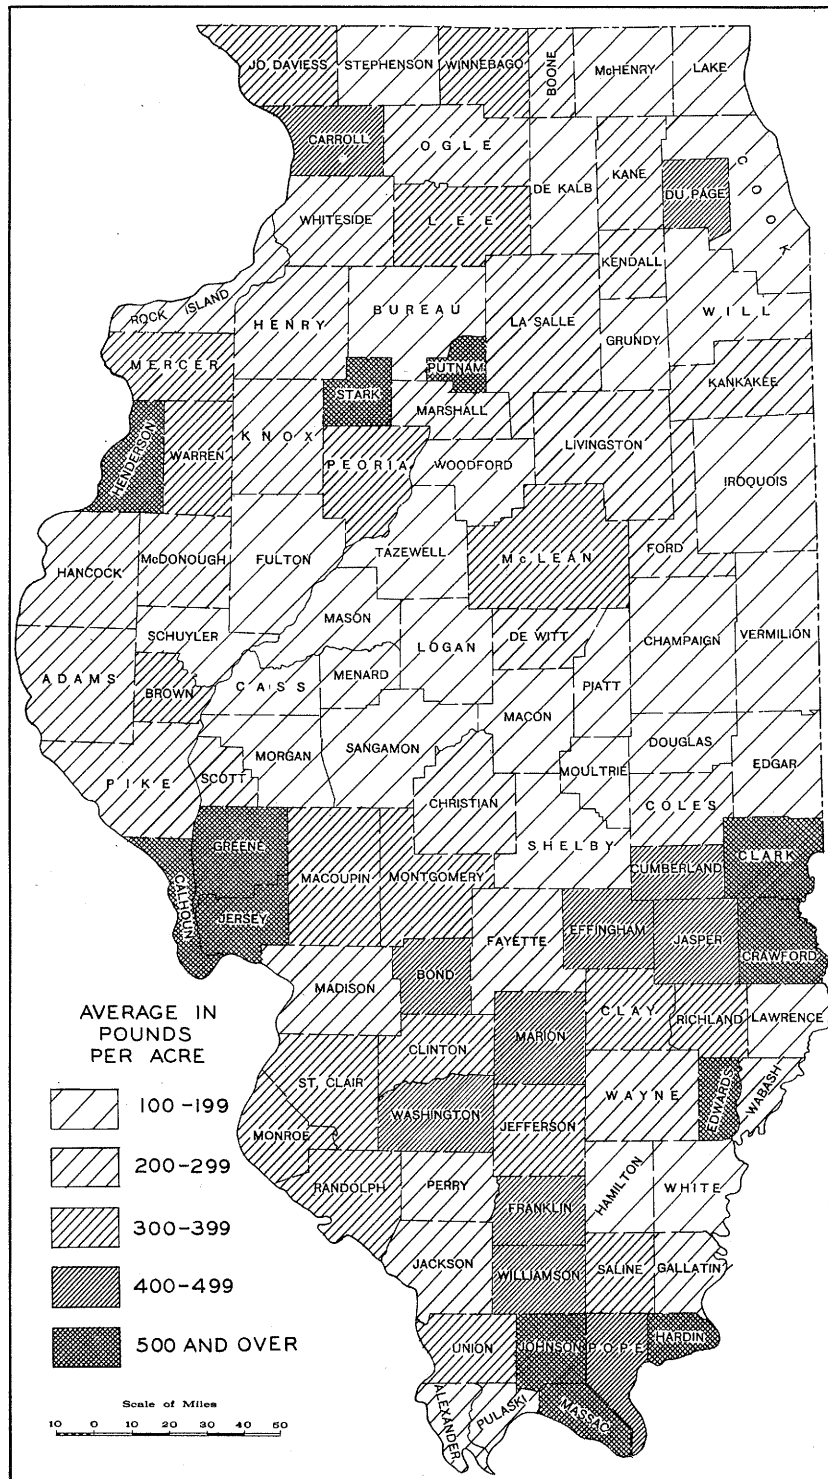 JO DAVIESS
STEPHENSON
WINNEBAGO
BOONE
McHENRY
LAKE
CARROLL
OGLE
DE KALB
KANE
COOK
DU PAGE
WHITESIDE
LEE
KENDALL
ROCK ISLAND
HENRY
BUREAU
LA SALLE
GRUNDY
WILL
MERCER
STARK
PUTNAM
KANKAKEE
HENDERSON
WARREN
KNOX
MARSHALL
PEORIA
WOODFORD
LIVINGSTON
IROQUOIS
HANCOCK
McDONOUGH
FULTON
TAZEWELL
McLEAN
FORD
SCHUYLER
MASON
LOGAN
DE WITT
CHAMPAIGN
VERMILION
ADAMS
BROWN
CASS
MENARD
PIATT
MACON
PIKE
SCOTT
MORGAN
SANGAMON
MOULTRIE
DOUGLAS
EDGAR
CHRISTIAN
SHELBY
COLES
CALHOUN
GREENE
JERSEY
MACOUPIN
MONTGOMERY
CUMBERLAND
CLARK
FAYETTE
EFFINGHAM
JASPER
CRAWFORD
MADISON
BOND
MARION
CLAY
RICHLAND
LAWRENCE
ST. CLAIR
CLINTON
WAYNE
EDWARDS
WABASH
MONROE
WASHINGTON
JEFFERSON
RANDOLPH
PERRY
FRANKLIN
HAMILTON
WHITE
JACKSON
WILLIAMSON
SALINE
GALLATIN
UNION
JOHNSON
POPE
HARDIN
ALEXANDER
PULASKI
MASSAC
AVERAGE IN
POUNDS
PER ACRE
100-199
200-299
300-399
400-499
500 AND OVER
Scale of Miles
10 0 10 20 30 40 50